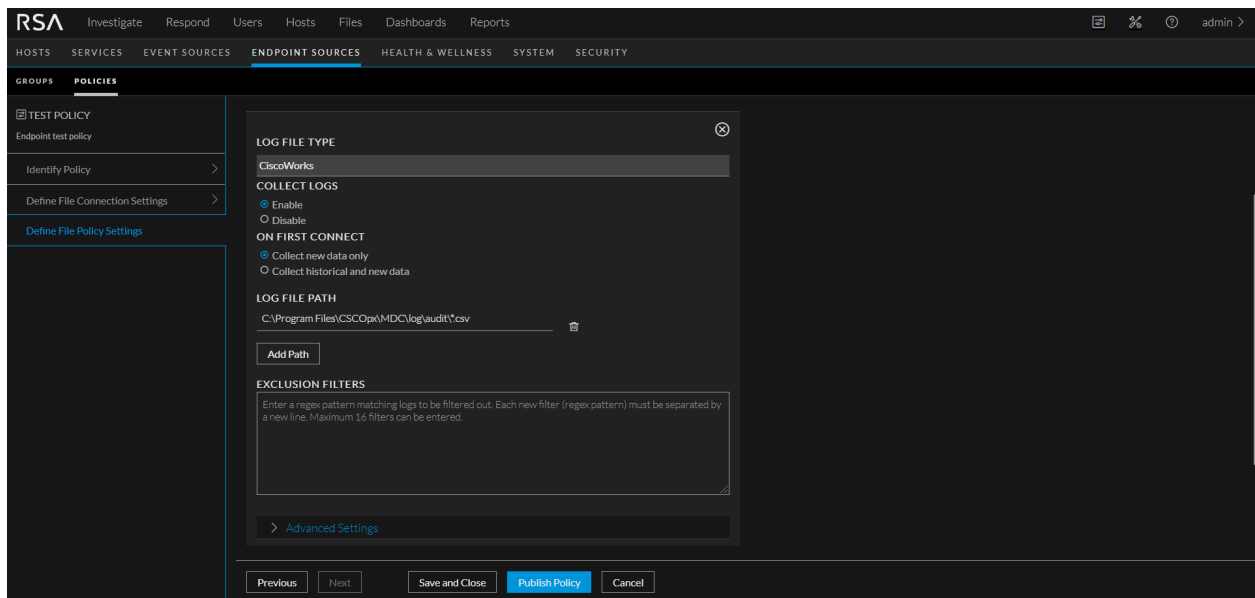 RSA Investigate Respond Users Hosts Files Dashboards Reports admin >
HOSTS SERVICES EVENT SOURCES ENDPOINT SOURCES HEALTH & WELLNESS SYSTEM SECURITY
GROUPS POLICIES
TEST POLICY
Endpoint test policy
Identify Policy
Define File Connection Settings
Define File Policy Settings
LOG FILE TYPE
CiscoWorks
COLLECT LOGS
Enable
Disable
ON FIRST CONNECT
Collect new data only
Collect historical and new data
LOG FILE PATH
C:\Program Files\CSCOpx\MDC\log\audit\*.csv
Add Path
EXCLUSION FILTERS
Enter a regex pattern matching logs to be filtered out. Each new filter (regex pattern) must be separated by
a new line. Maximum 16 filters can be entered.
Advanced Settings
Previous Next Save and Close Publish Policy Cancel